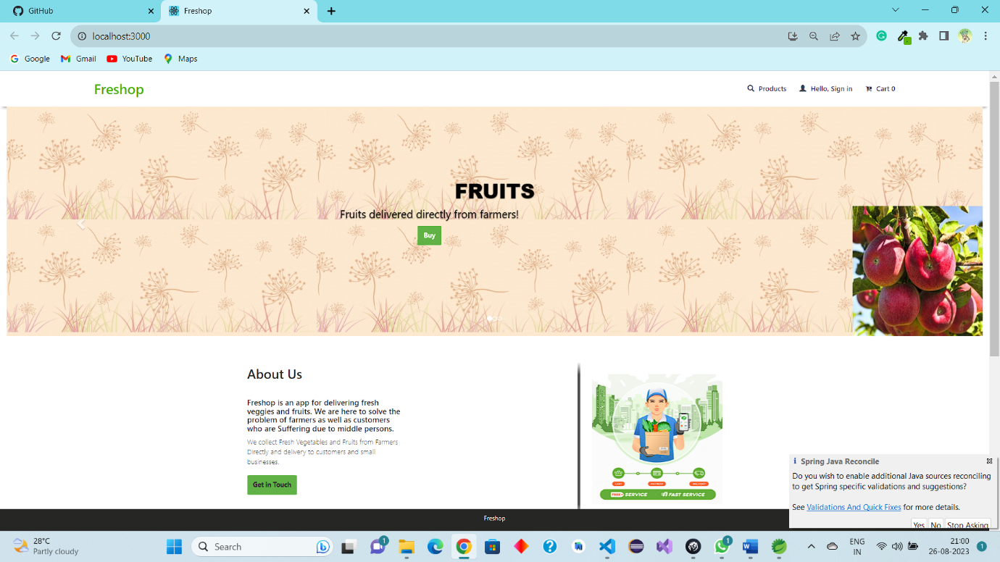 GitHub
Freshop
localhost:3000
Google
Gmail
YouTube
Maps
Freshop
Products
Hello, Sign in
Cart 0
FRUITS
Fruits delivered directly from farmers!
Buy
About Us
Freshop is an app for delivering fresh
veggies and fruits. We are here to solve the
problem of farmers as well as customers
who are Suffering due to middle persons.
We collect Fresh Vegetables and Fruits from Farmers
Directly and delivery to customers and small
businesses.
Get in Touch
CART
PAYMENT
DELIVERY
FREE SERVICE
FAST SERVICE
Spring Java Reconcile
Do you wish to enable additional Java sources reconciling
to get Spring specific validations and suggestions?
See Validations And Quick Fixes for more details.
Yes No Stop Asking
Freshop
28°C
Partly cloudy
Search
1
1
ENG
IN
21:00
26-08-2023
1